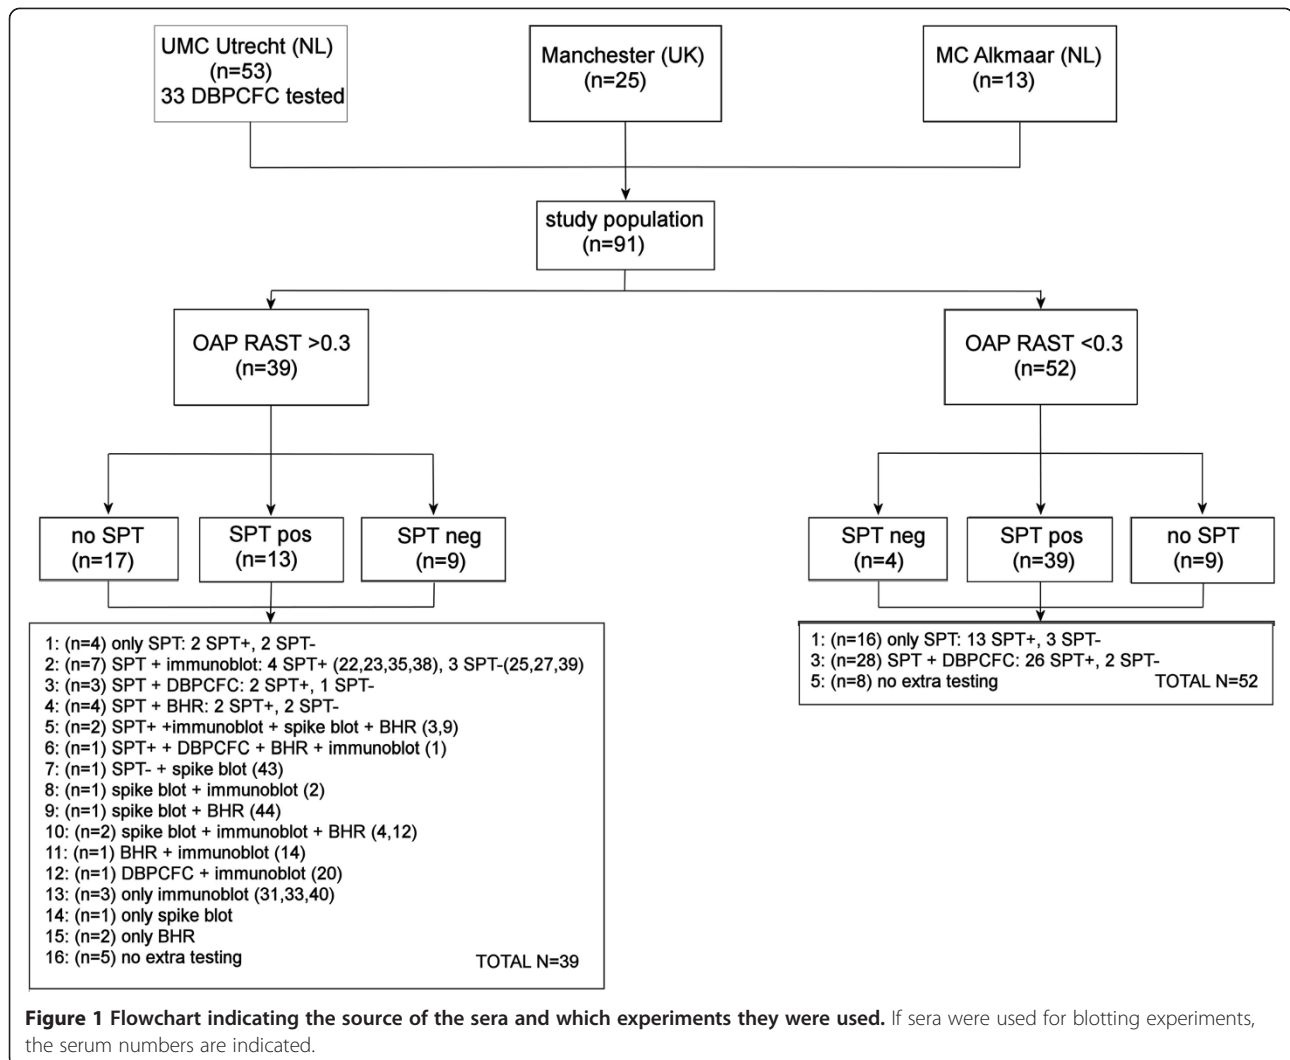 UMC Utrecht (NL)
(n=53)
33 DBPCFC tested
Manchester (UK)
(n=25)
MC Alkmaar (NL)
(n=13)
study population
(n=91)
OAP RAST >0.3
(n=39)
OAP RAST <0.3
(n=52)
no SPT
(n=17)
SPT pos
(n=13)
SPT neg
(n=9)
SPT neg
(n=4)
SPT pos
(n=39)
no SPT
(n=9)
1: (n=4) only SPT: 2 SPT+, 2 SPT-
2: (n=7) SPT + immunoblot: 4 SPT+ (22,23,35,38), 3 SPT-(25,27,39)
3: (n=3) SPT + DBPCFC: 2 SPT+, 1 SPT-
4: (n=4) SPT + BHR: 2 SPT+, 2 SPT-
5: (n=2) SPT+ +immunoblot + spike blot + BHR (3,9)
6: (n=1) SPT+ + DBPCFC + BHR + immunoblot (1)
7: (n=1) SPT- + spike blot (43)
8: (n=1) spike blot + immunoblot (2)
9: (n=1) spike blot + BHR (44)
10: (n=2) spike blot + immunoblot + BHR (4,12)
11: (n=1) BHR + immunoblot (14)
12: (n=1) DBPCFC + immunoblot (20)
13: (n=3) only immunoblot (31,33,40)
14: (n=1) only spike blot
15: (n=2) only BHR
16: (n=5) no extra testing TOTAL N=39
1: (n=16) only SPT: 13 SPT+, 3 SPT-
3: (n=28) SPT + DBPCFC: 26 SPT+, 2 SPT-
5: (n=8) no extra testing TOTAL N=52
Figure 1 Flowchart indicating the source of the sera and which experiments they were used. If sera were used for blotting experiments,
the serum numbers are indicated.